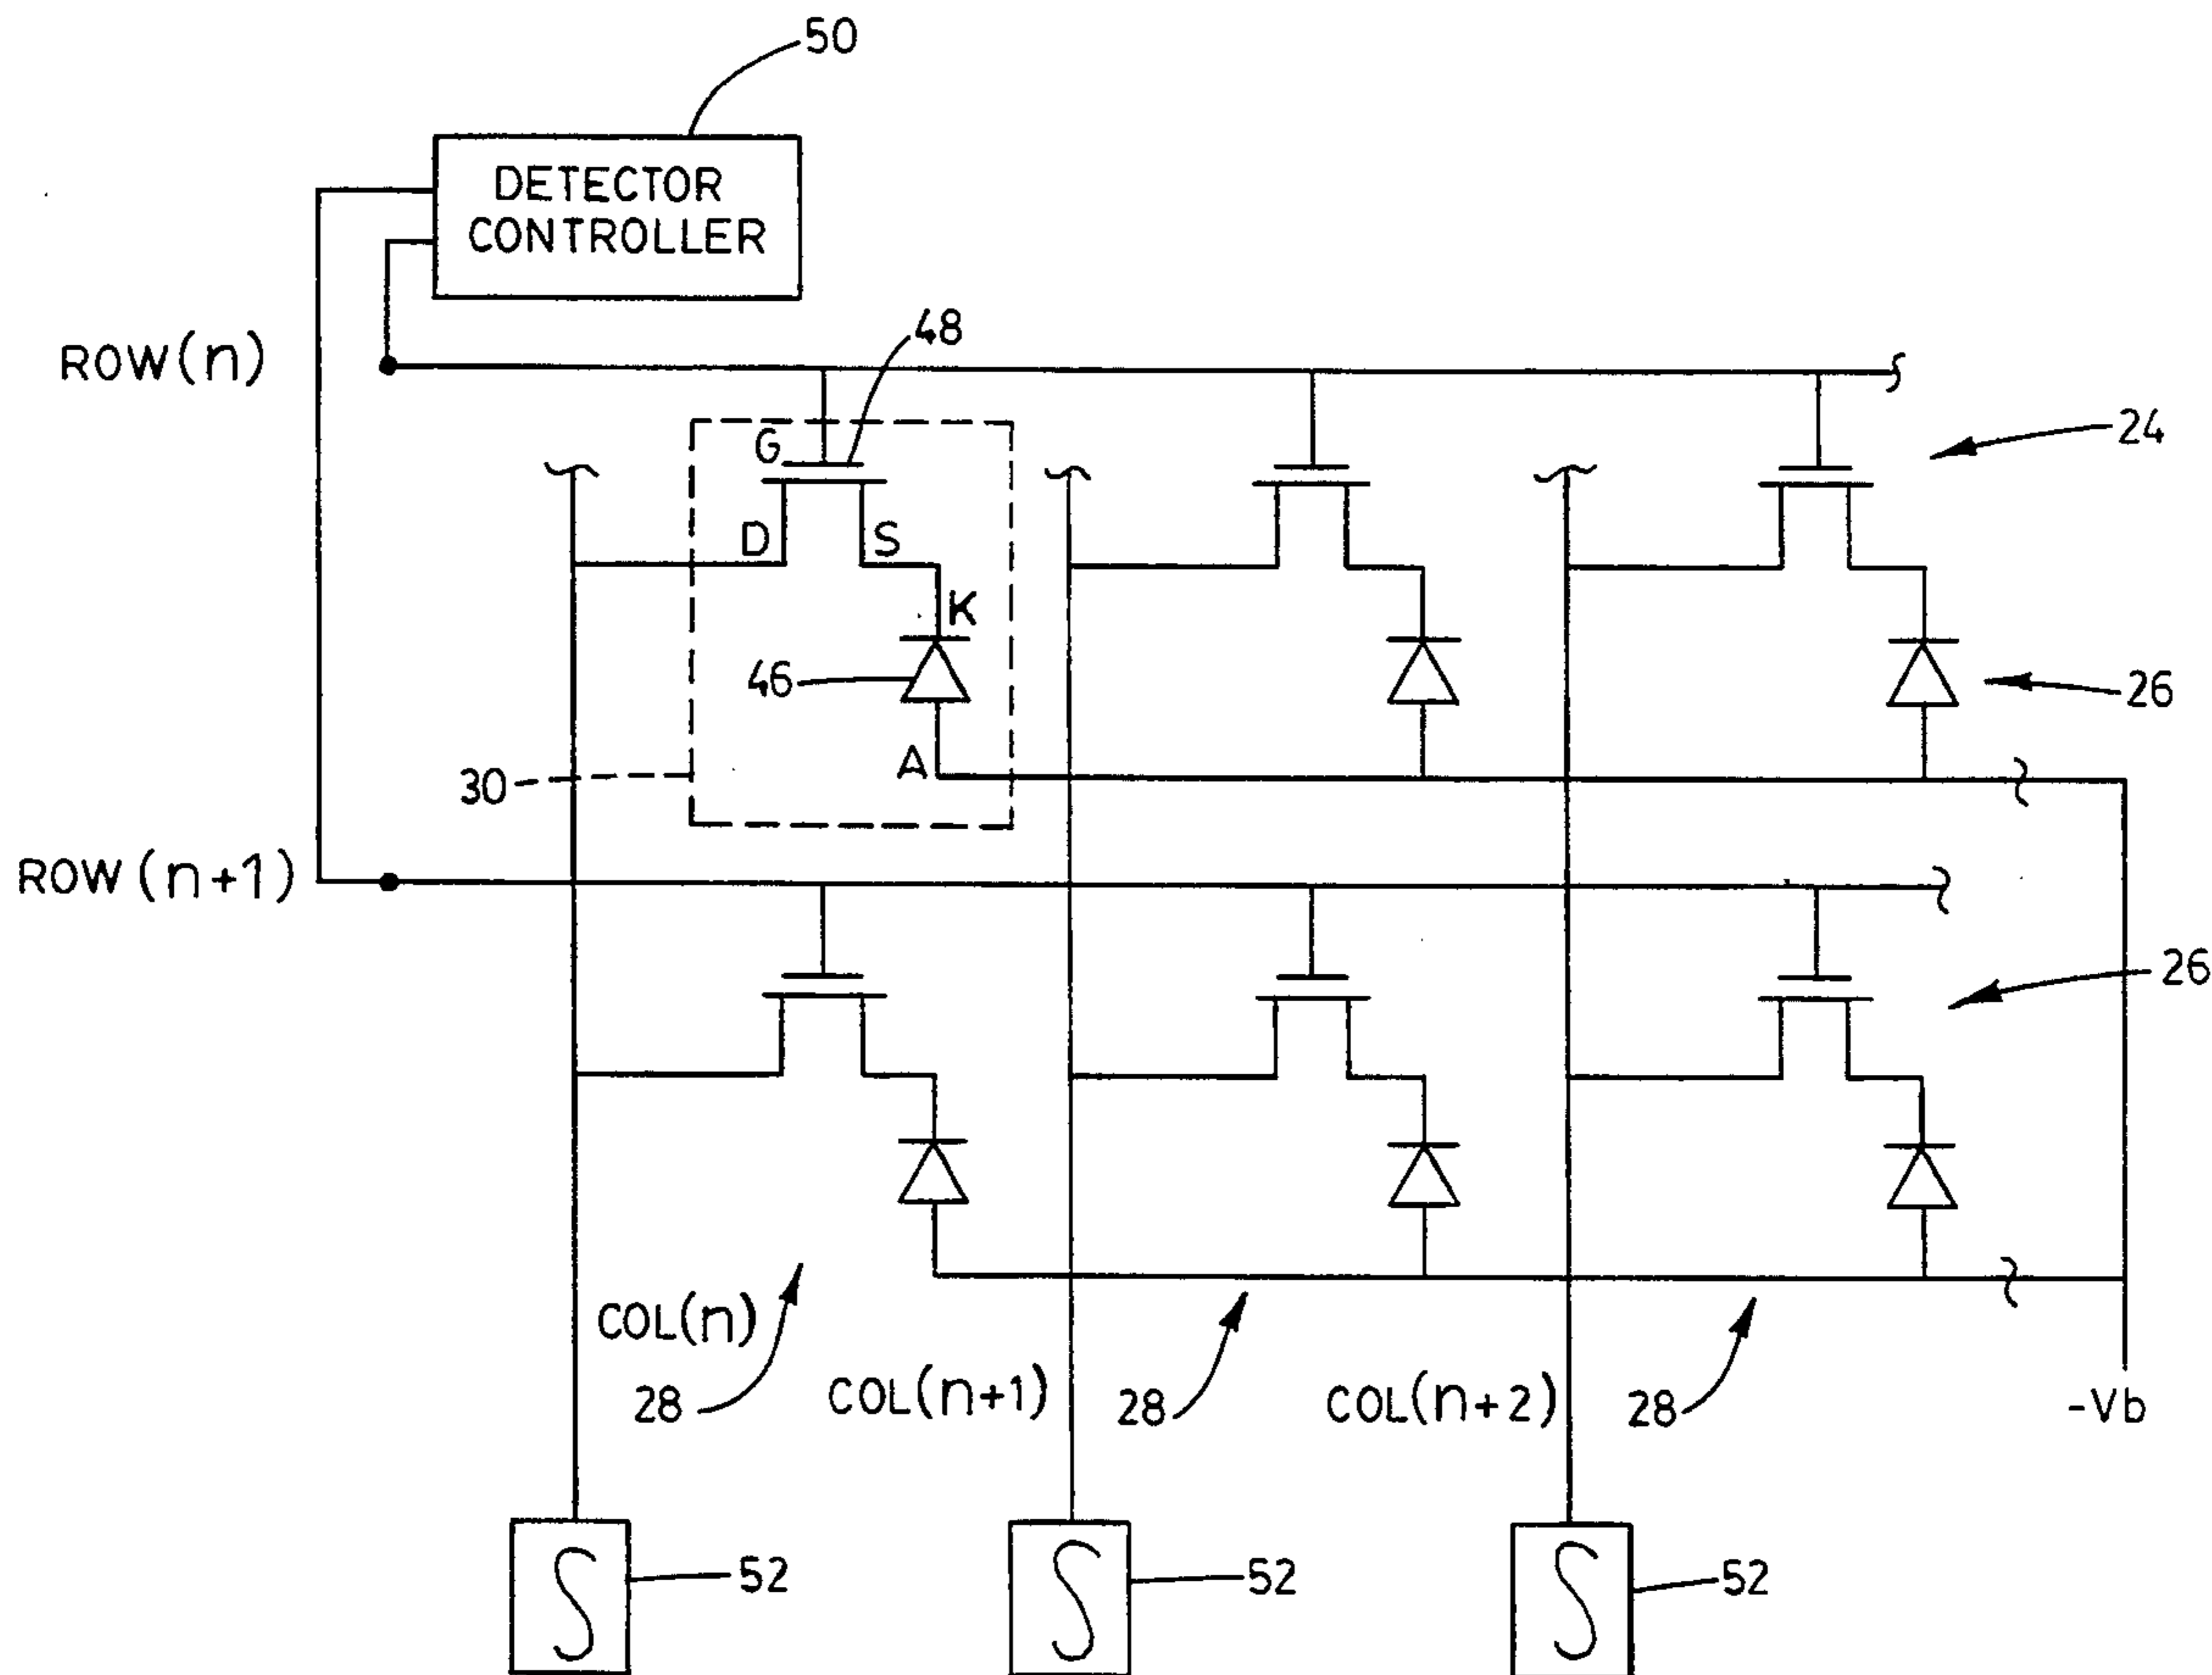 50
DETECTOR
CONTROLLER
ROW(n)
48
24
G
D
S
K
46
26
A
30
ROW(n+1)
26
COL(n)
28
COL(n+1)
28
COL(n+2)
28
-Vb
52
52
52